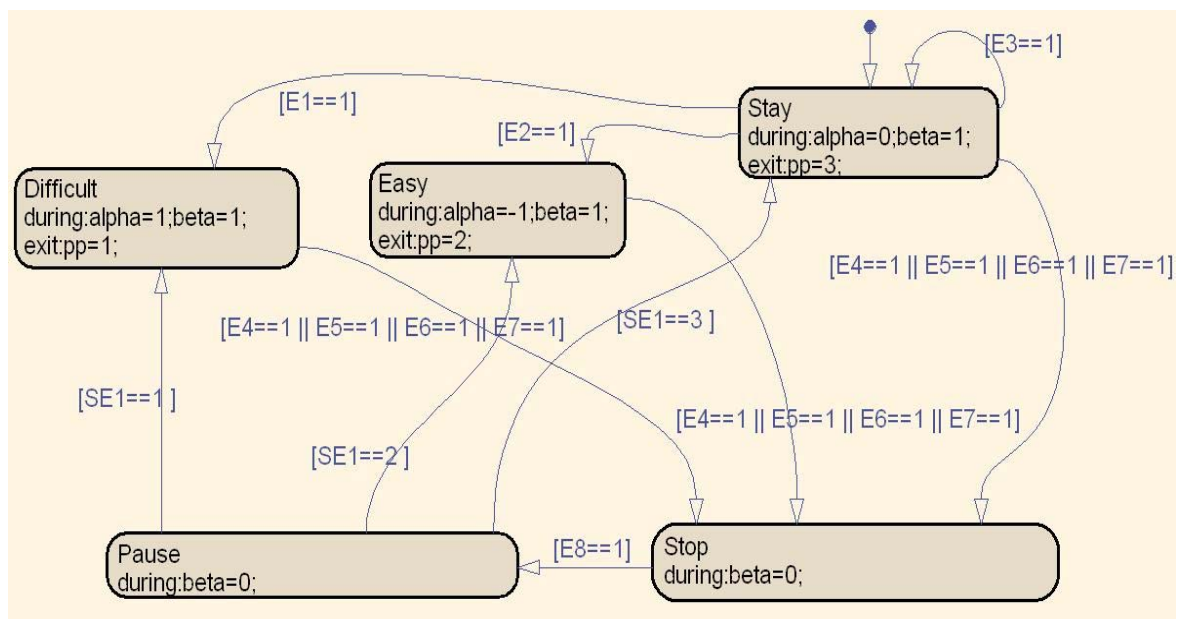 [E3==1]
Stay
during:alpha=0;beta=1;
exit:pp=3;
[E1==1]
[E2==1]
Difficult
during:alpha=1;beta=1;
exit:pp=1;
Easy
during:alpha=-1;beta=1;
exit:pp=2;
[E4==1 || E5==1 || E6==1 || E7==1]
[E4==1 || E5==1 || E6==1 || E7==1]
[SE1==3 ]
[SE1==1 ]
[E4==1 || E5==1 || E6==1 || E7==1]
[SE1==2 ]
Pause
during:beta=0;
[E8==1]
Stop
during:beta=0;